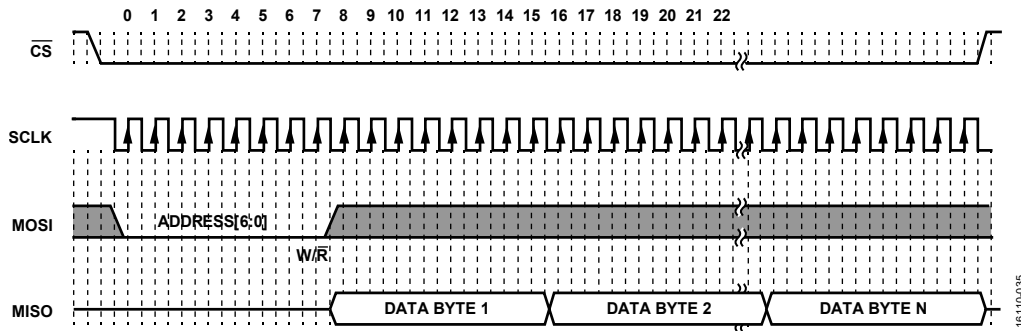 0 1 2 3 4 5 6 7 8 9 10 11 12 13 14 15 16 17 18 19 20 21 22
CS
SCLK
MOSI
ADDRESS[6:0]
W/R
MISO
DATA BYTE 1
DATA BYTE 2
DATA BYTE N
16110-035